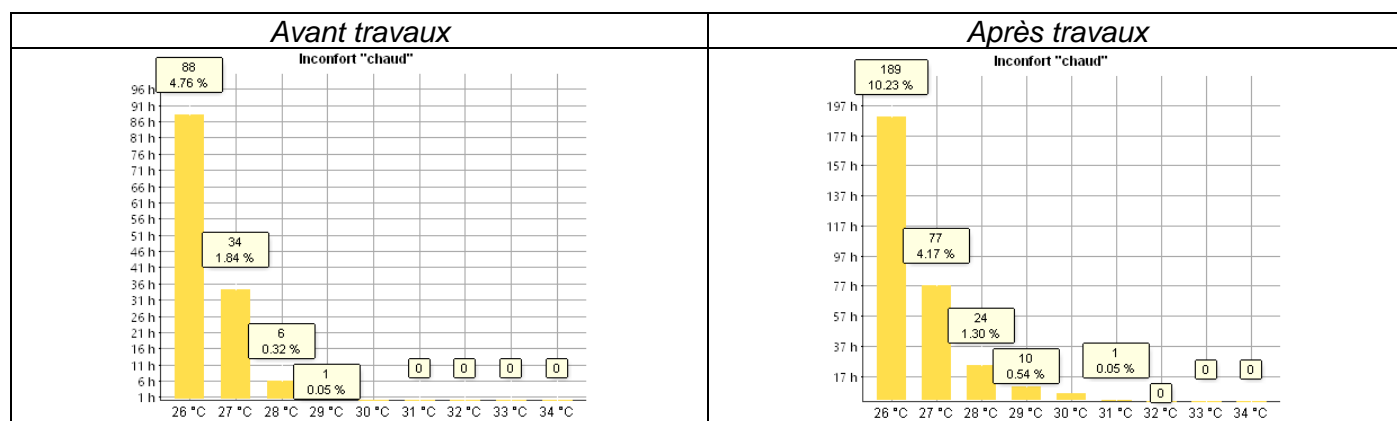 Avant travaux
Après travaux
Inconfort "chaud"
88
4.76 %
96 h
91 h
86 h
81 h
76 h
71 h
66 h
61 h
56 h
51 h
46 h
41 h
36 h
31 h
26 h
21 h
16 h
11 h
6 h
1 h
34
1.84 %
6
0.32 %
1
0.05 %
0
0
0
0
26 °C 27 °C 28 °C 29 °C 30 °C 31 °C 32 °C 33 °C 34 °C
Inconfort "chaud"
189
10.23 %
197 h
177 h
157 h
137 h
117 h
97 h
77 h
57 h
37 h
17 h
77
4.17 %
24
1.30 %
10
0.54 %
1
0.05 %
0
0
0
26 °C 27 °C 28 °C 29 °C 30 °C 31 °C 32 °C 33 °C 34 °C